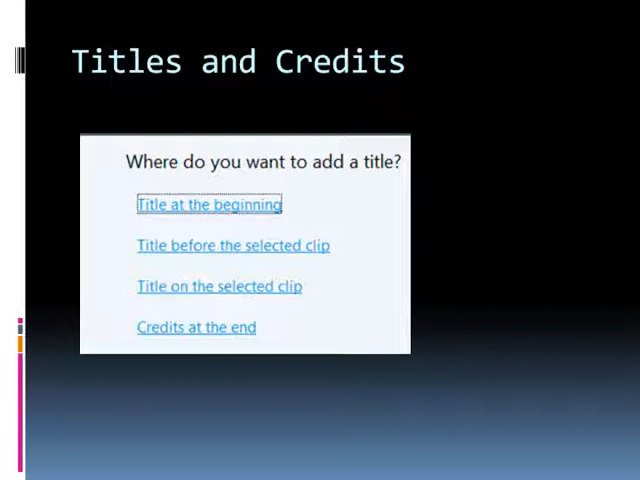 Titles and Credits
Where do you want to add a title?
Title at the beginning
Title before the selected clip
Title on the selected clip
Credits at the end